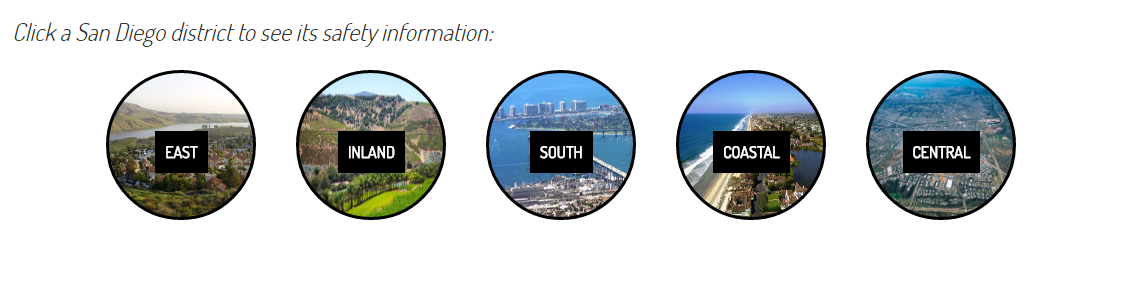 Click a San Diego district to see its safety information:
EAST
INLAND
SOUTH
COASTAL
CENTRAL